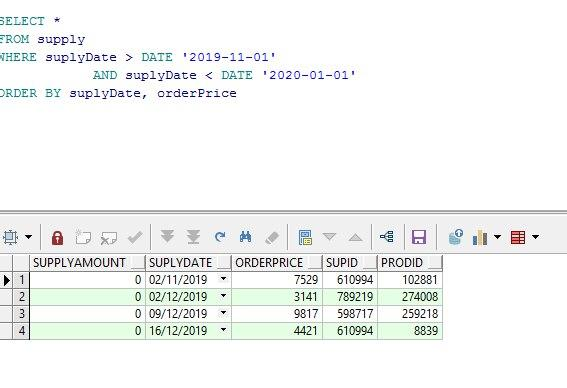 SELECT *
FROM supply
WHERE suplyDate > DATE '2019-11-01'
AND suplyDate < DATE '2020-01-01'
ORDER BY suplyDate, orderPrice
SUPPLYAMOUNT SUPLYDATE ORDERPRICE SUPID PRODID
1 0 02/11/2019 7529 610994 102881
2 0 02/12/2019 3141 789219 274008
3 0 09/12/2019 9817 598717 259218
4 0 16/12/2019 4421 610994 8839